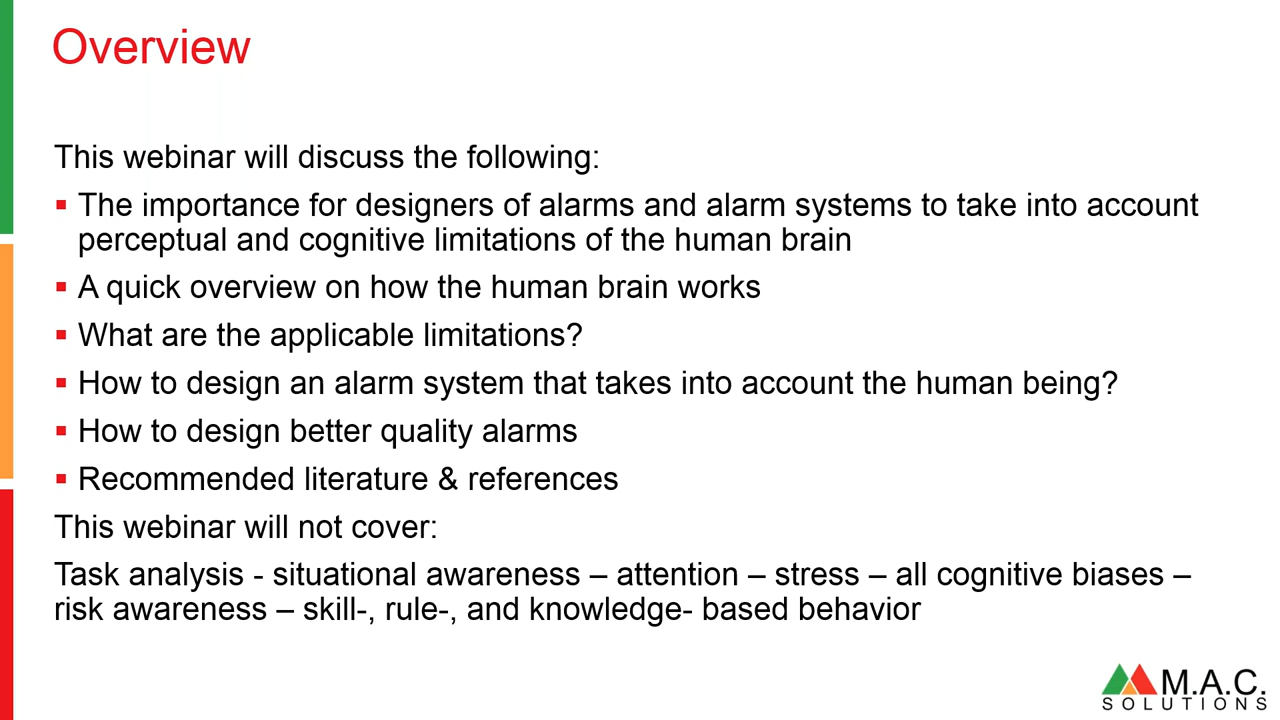 Overview
This webinar will discuss the following:
▪ The importance for designers of alarms and alarm systems to take into account
perceptual and cognitive limitations of the human brain
▪ A quick overview on how the human brain works
▪ What are the applicable limitations?
▪ How to design an alarm system that takes into account the human being?
▪ How to design better quality alarms
▪ Recommended literature & references
This webinar will not cover:
Task analysis - situational awareness – attention – stress – all cognitive biases –
risk awareness – skill-, rule-, and knowledge- based behavior
M.A.C.
SOLUTIONS